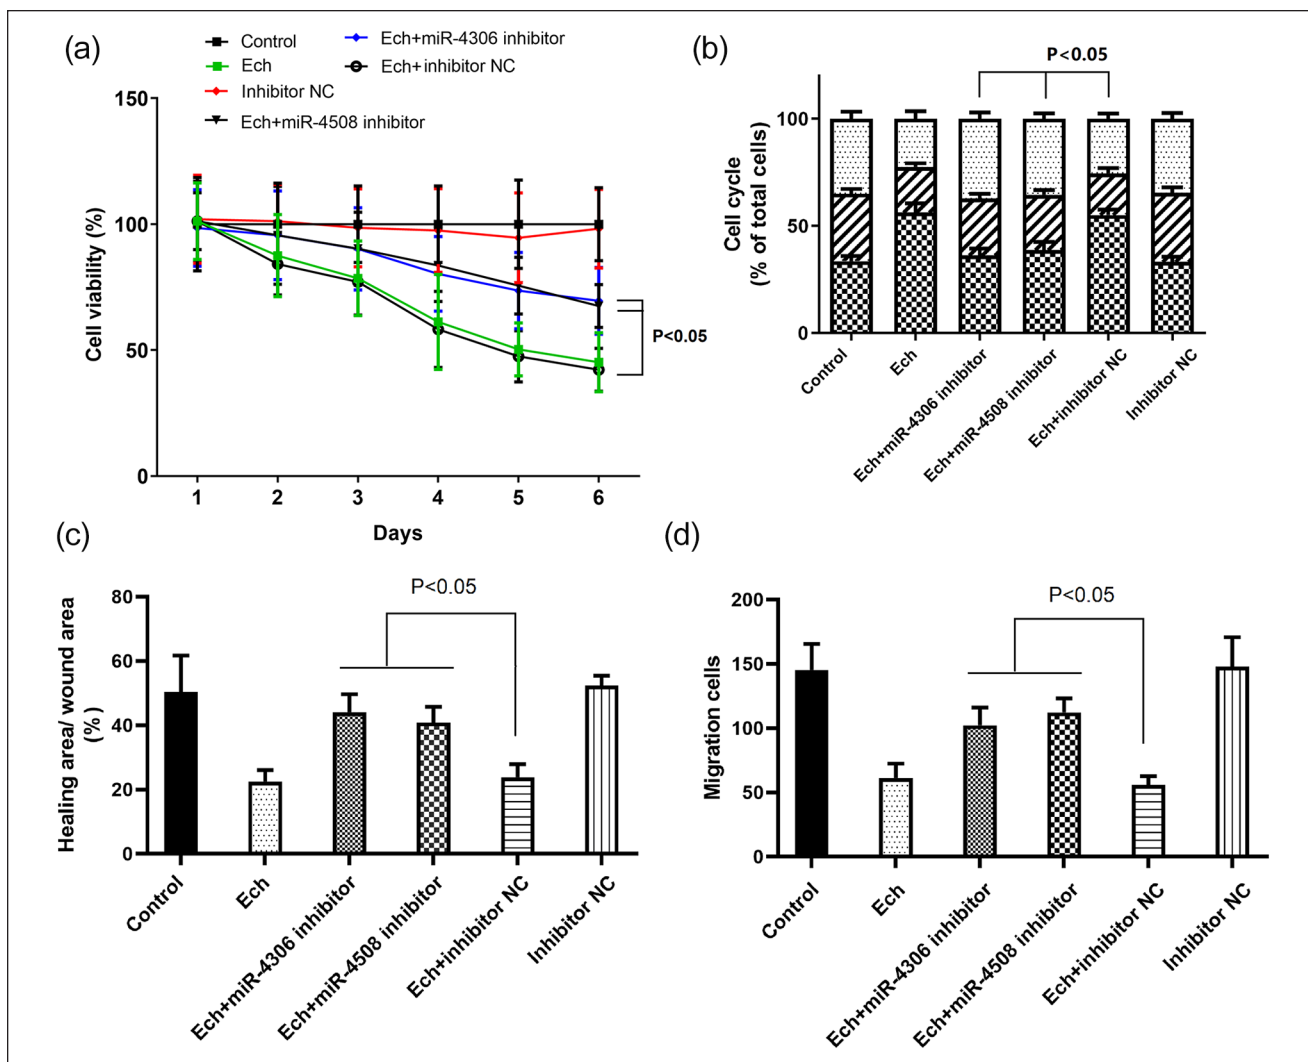 (a)
Control
Ech
Inhibitor NC
Ech+miR-4508 inhibitor
Ech+miR-4306 inhibitor
Ech+inhibitor NC
Cell viability (%)
150
100
50
0
1 2 3 4 5 6
Days
P<0.05
(b)
P<0.05
Cell cycle
(% of total cells)
100
50
0
Control
Ech
Ech+miR-4306 inhibitor
Ech+miR-4508 inhibitor
Ech+inhibitor NC
Inhibitor NC
(c)
P<0.05
Healing area/ wound area
(%)
80
60
40
20
0
Control
Ech
Ech+miR-4306 inhibitor
Ech+miR-4508 inhibitor
Ech+inhibitor NC
Inhibitor NC
(d)
P<0.05
Migration cells
200
150
100
50
0
Control
Ech
Ech+miR-4306 inhibitor
Ech+miR-4508 inhibitor
Ech+inhibitor NC
Inhibitor NC